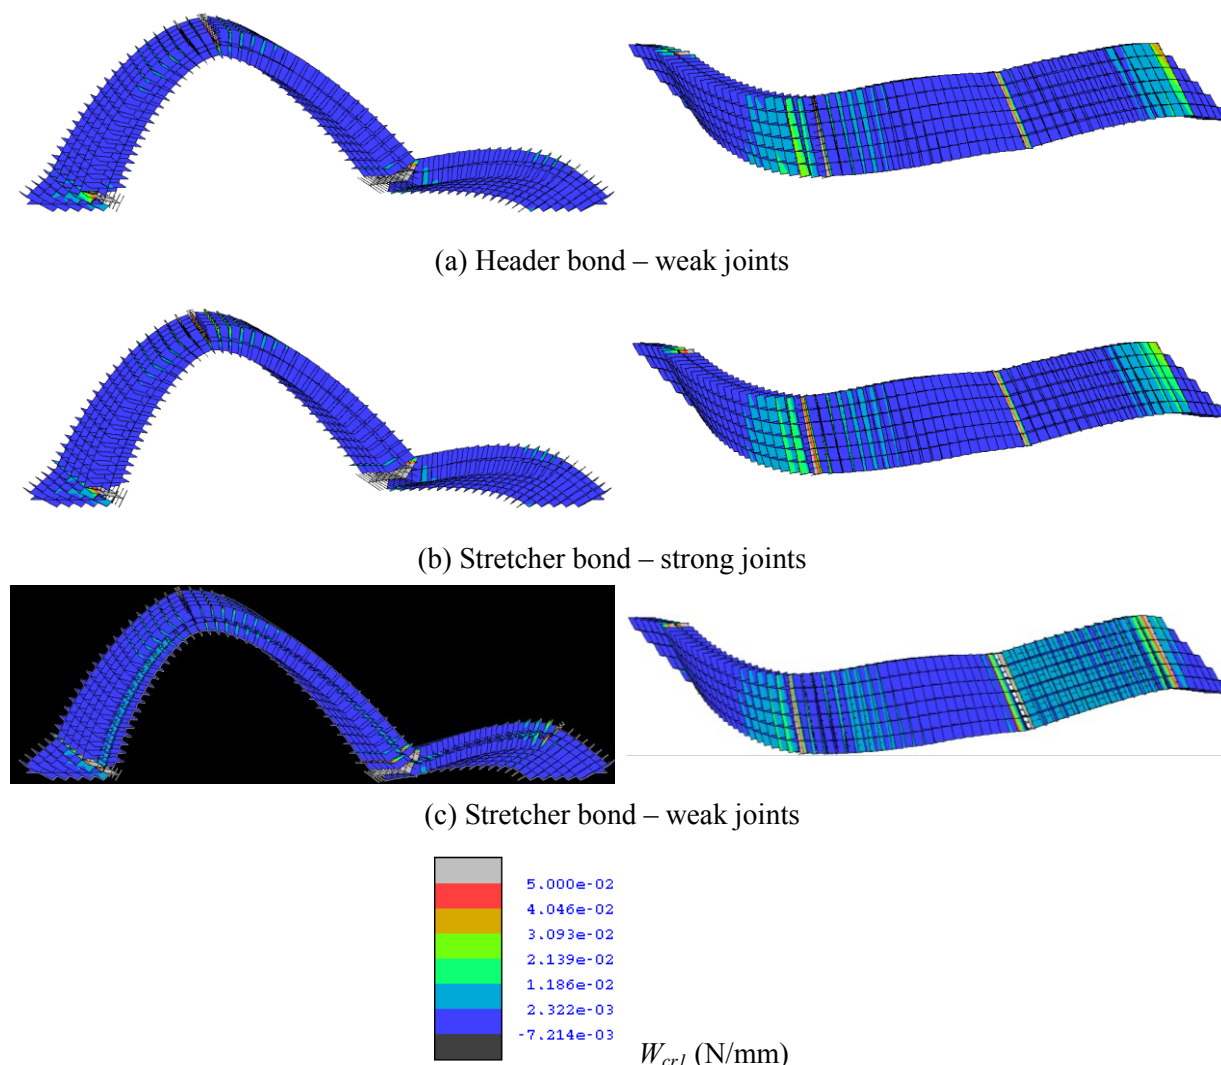 (a) Header bond – weak joints
(b) Stretcher bond – strong joints
(c) Stretcher bond – weak joints
5.000e-02
4.046e-02
3.093e-02
2.139e-02
1.186e-02
2.322e-03
-7.214e-03
Wcr1 (N/mm)